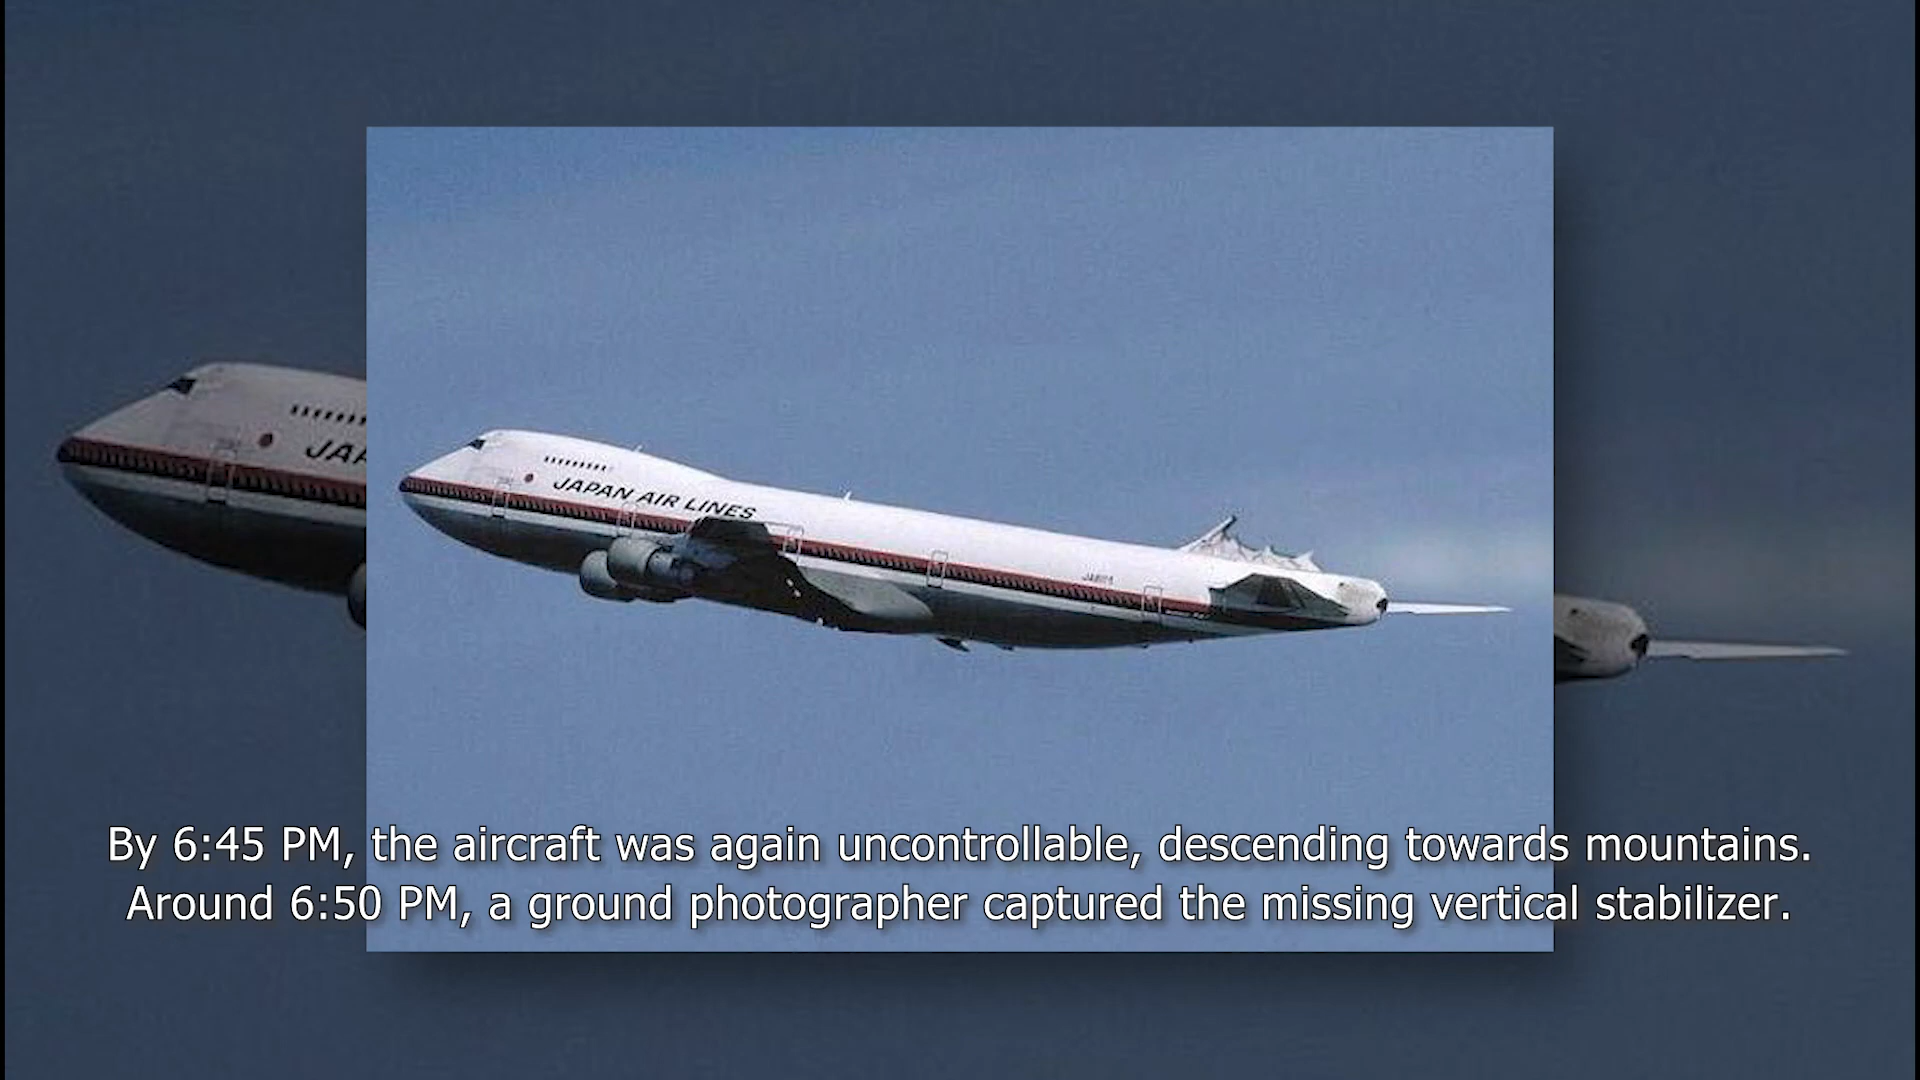 JAPAN AIR LINES
JAP
By 6:45 PM, the aircraft was again uncontrollable, descending towards mountains.
Around 6:50 PM, a ground photographer captured the missing vertical stabilizer.